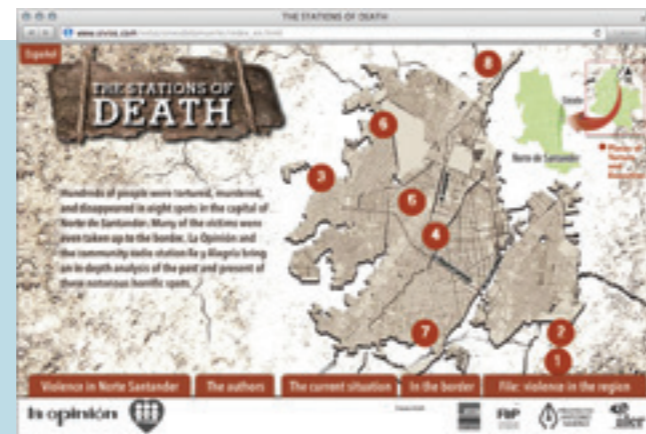 THE STATIONS OF DEATH
Español
THE STATIONS OF
DEATH
Hundreds of people were tortured, murdered,
and disappeared in eight spots in the capital of
Norte de Santander. Many of the victims were
even taken up to the border. La Opinión and
the community radio station Fe y Alegría bring
an in-depth analysis of the past and present of
these notorious horrific spots.
8
6
3
5
4
7
2
1
Norte de Santander
Violence in Norte Santander
The authors
The current situation
In the border
File: violence in the region
la opinión